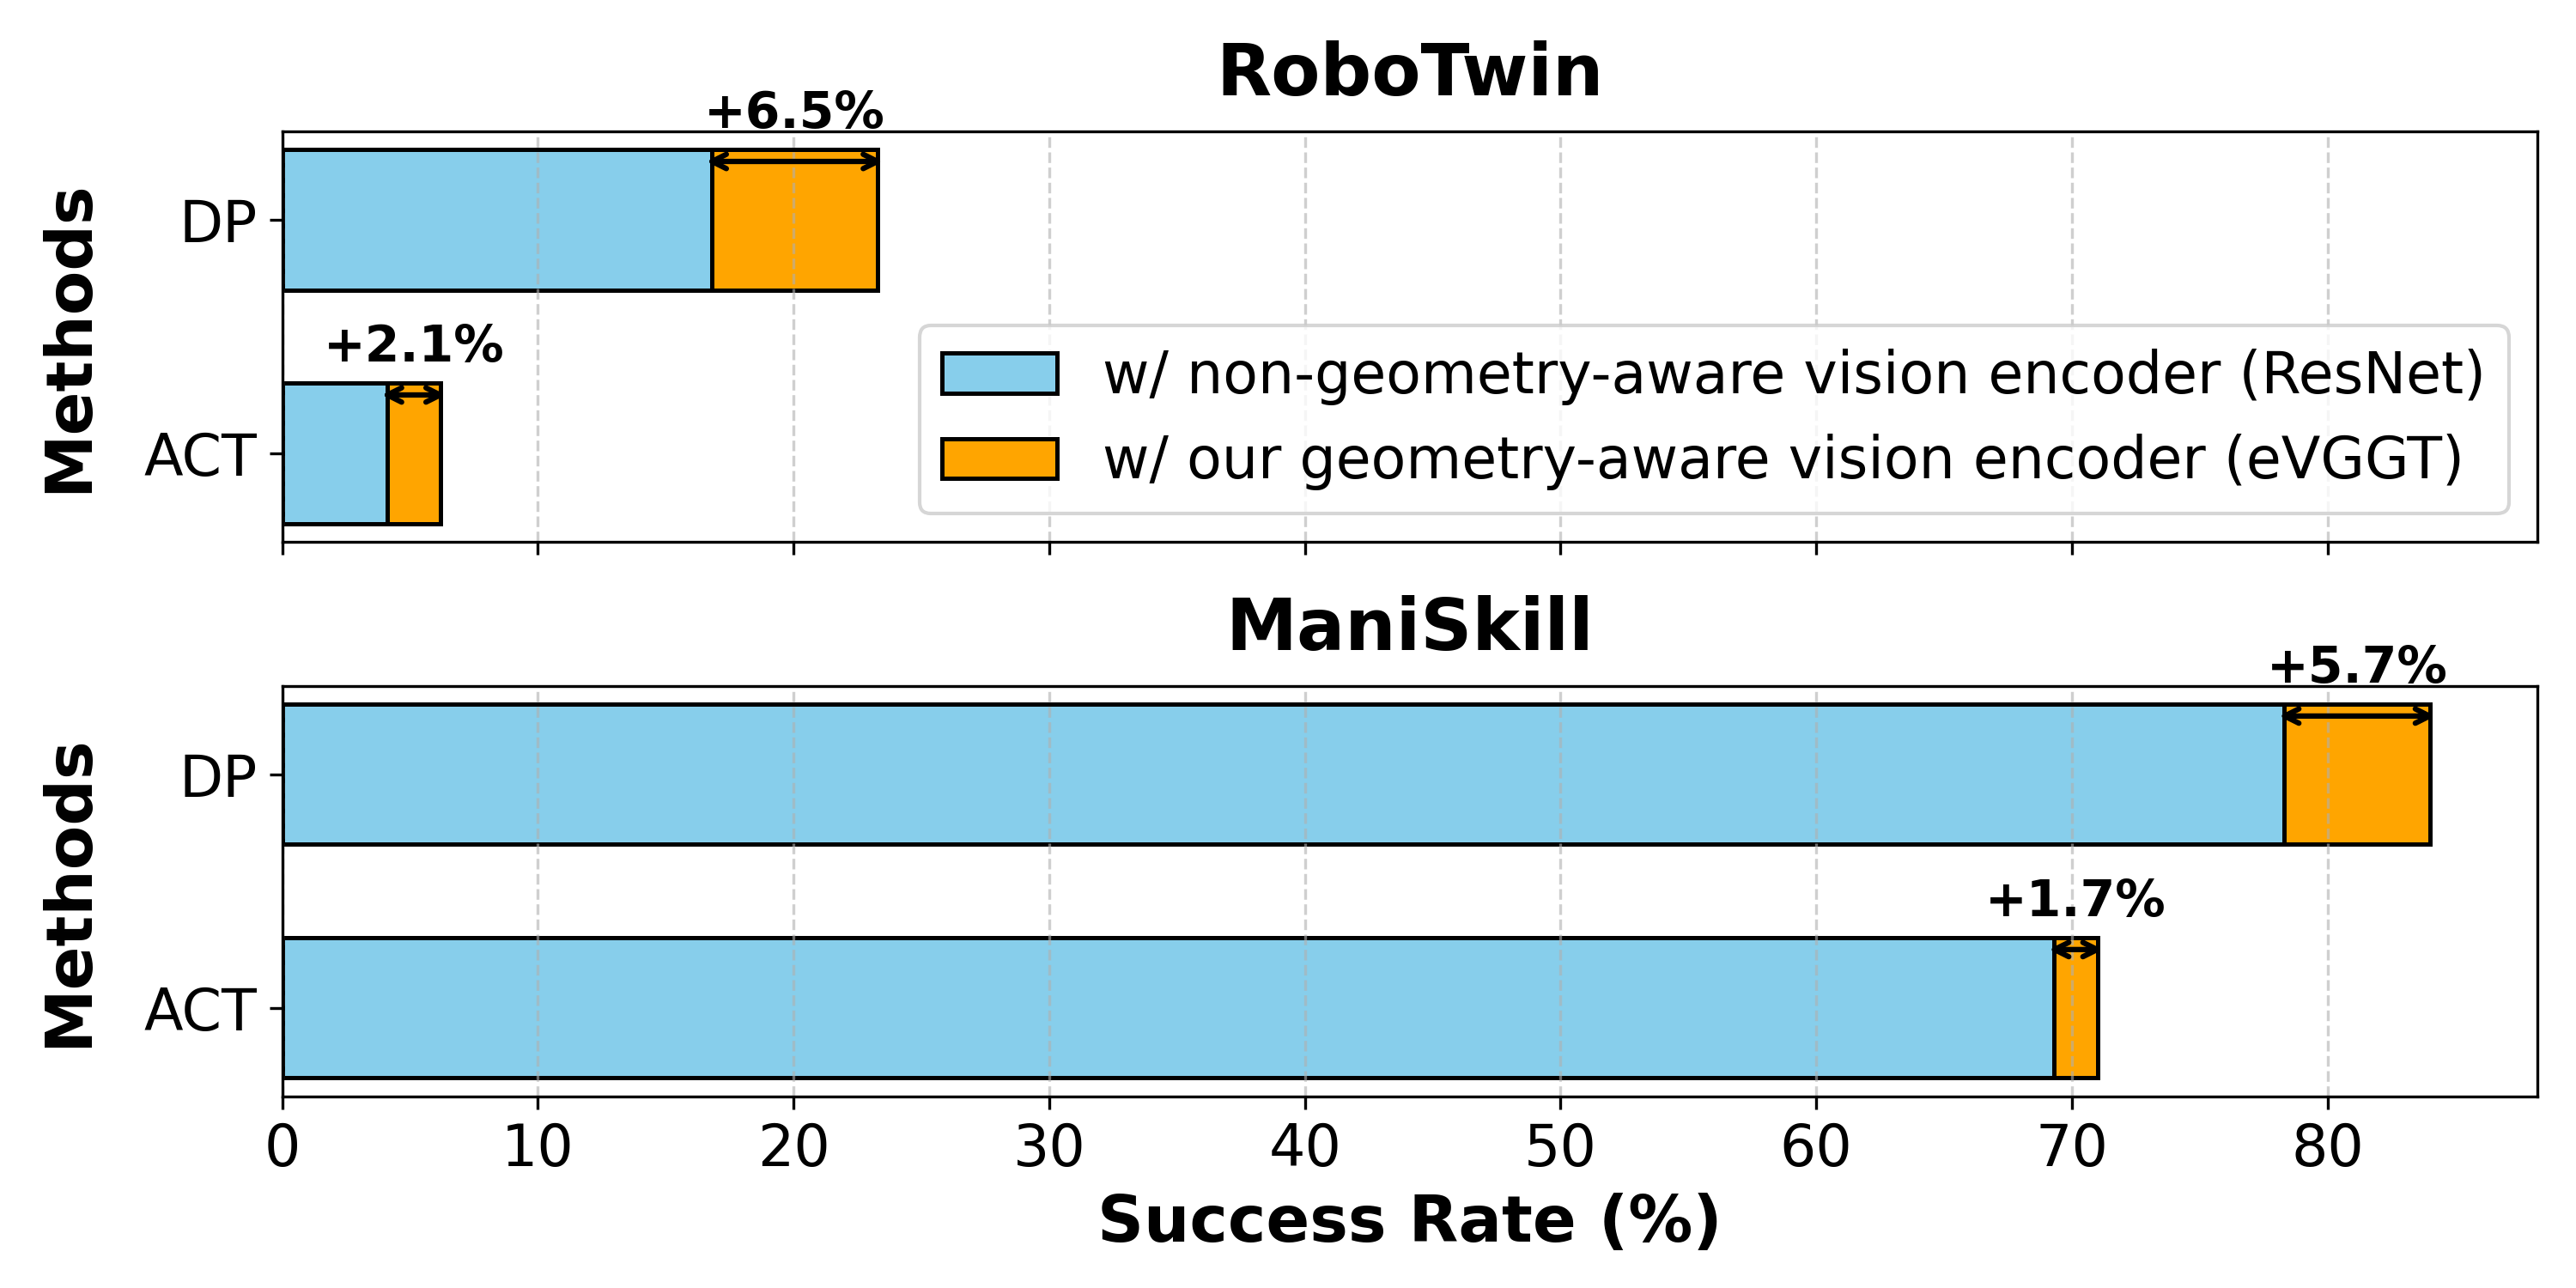 RoboTwin
+6.5%
DP
+2.1%
ACT
Methods
w/ non-geometry-aware vision encoder (ResNet)
w/ our geometry-aware vision encoder (eVGGT)
ManiSkill
+5.7%
DP
+1.7%
ACT
Methods
0 10 20 30 40 50 60 70 80
Success Rate (%)